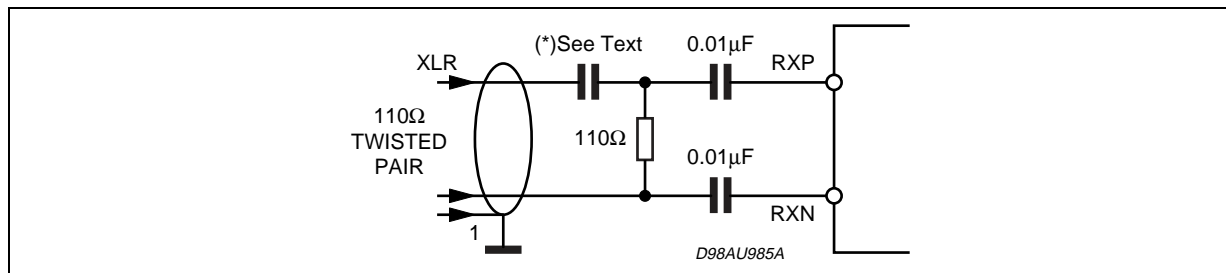 (*)See Text
0.01µF
XLR
RXP
110Ω
TWISTED
PAIR
110Ω
0.01µF
RXN
1
D98AU985A